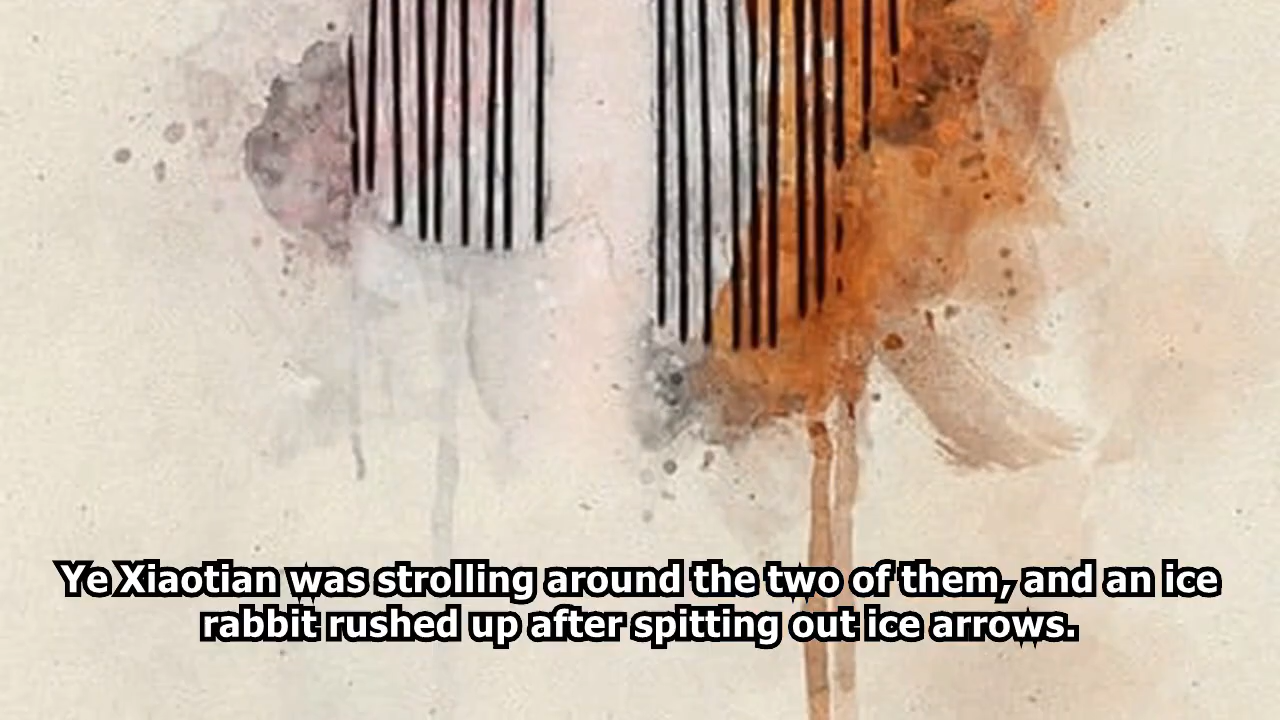 Ye Xiaotian was strolling around the two of them, and an ice
rabbit rushed up after spitting out ice arrows.